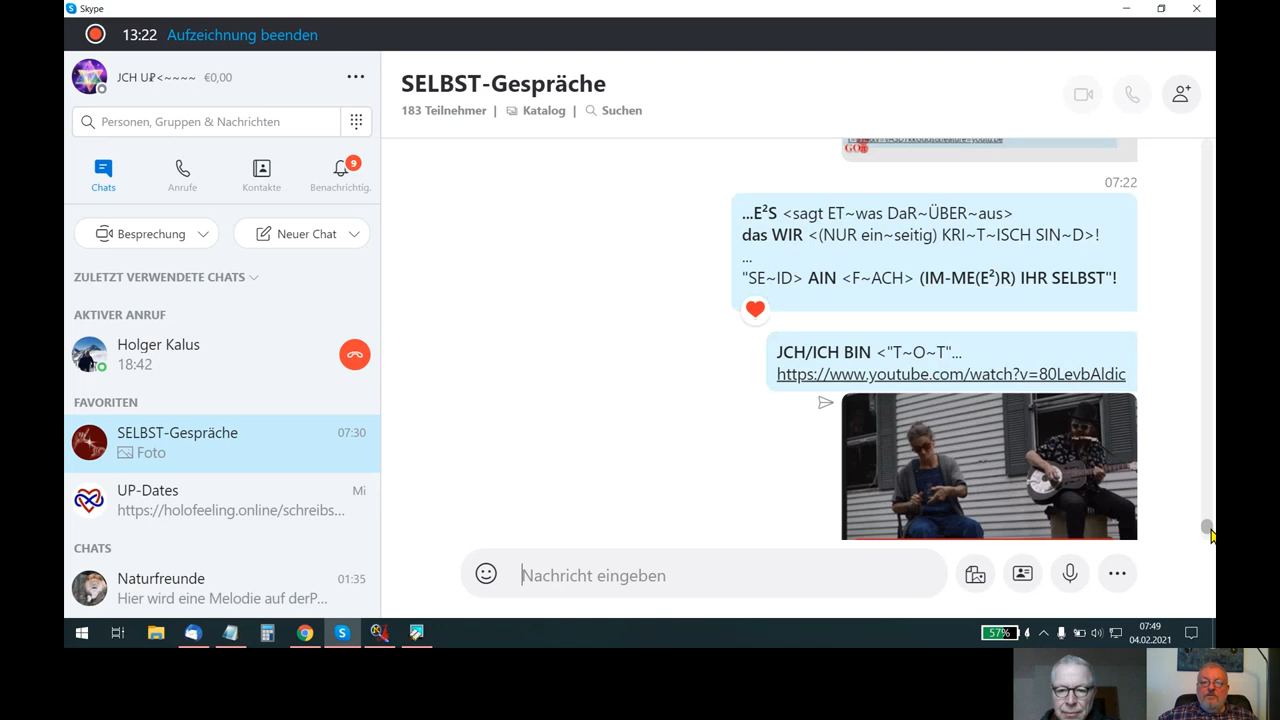 Skype
13:22 Aufzeichnung beenden
JCH U₽<~~~~ €0,00
Personen, Gruppen & Nachrichten
Chats
Anrufe
Kontakte
9
Benachrichtig.
Besprechung
Neuer Chat
ZULETZT VERWENDETE CHATS
AKTIVER ANRUF
Holger Kalus
18:42
FAVORITEN
SELBST-Gespräche 07:30
Foto
UP-Dates Mi
https://holofeeling.online/schreibs...
CHATS
Naturfreunde 01:35
Hier wird eine Melodie auf derP...
SELBST-Gespräche
183 Teilnehmer | Katalog | Suchen
07:22
...E²S <sagt ET~was DaR~ÜBER~aus>
das WIR <(NUR ein~seitig) KRI~T~ISCH SIN~D>!
...
"SE~ID> AIN <F~ACH> (IM-ME(E²)R) IHR SELBST"!
JCH/ICH BIN <"T~O~T"...
https://www.youtube.com/watch?v=80LevbAldic
Nachricht eingeben
57%
07:49
04.02.2021